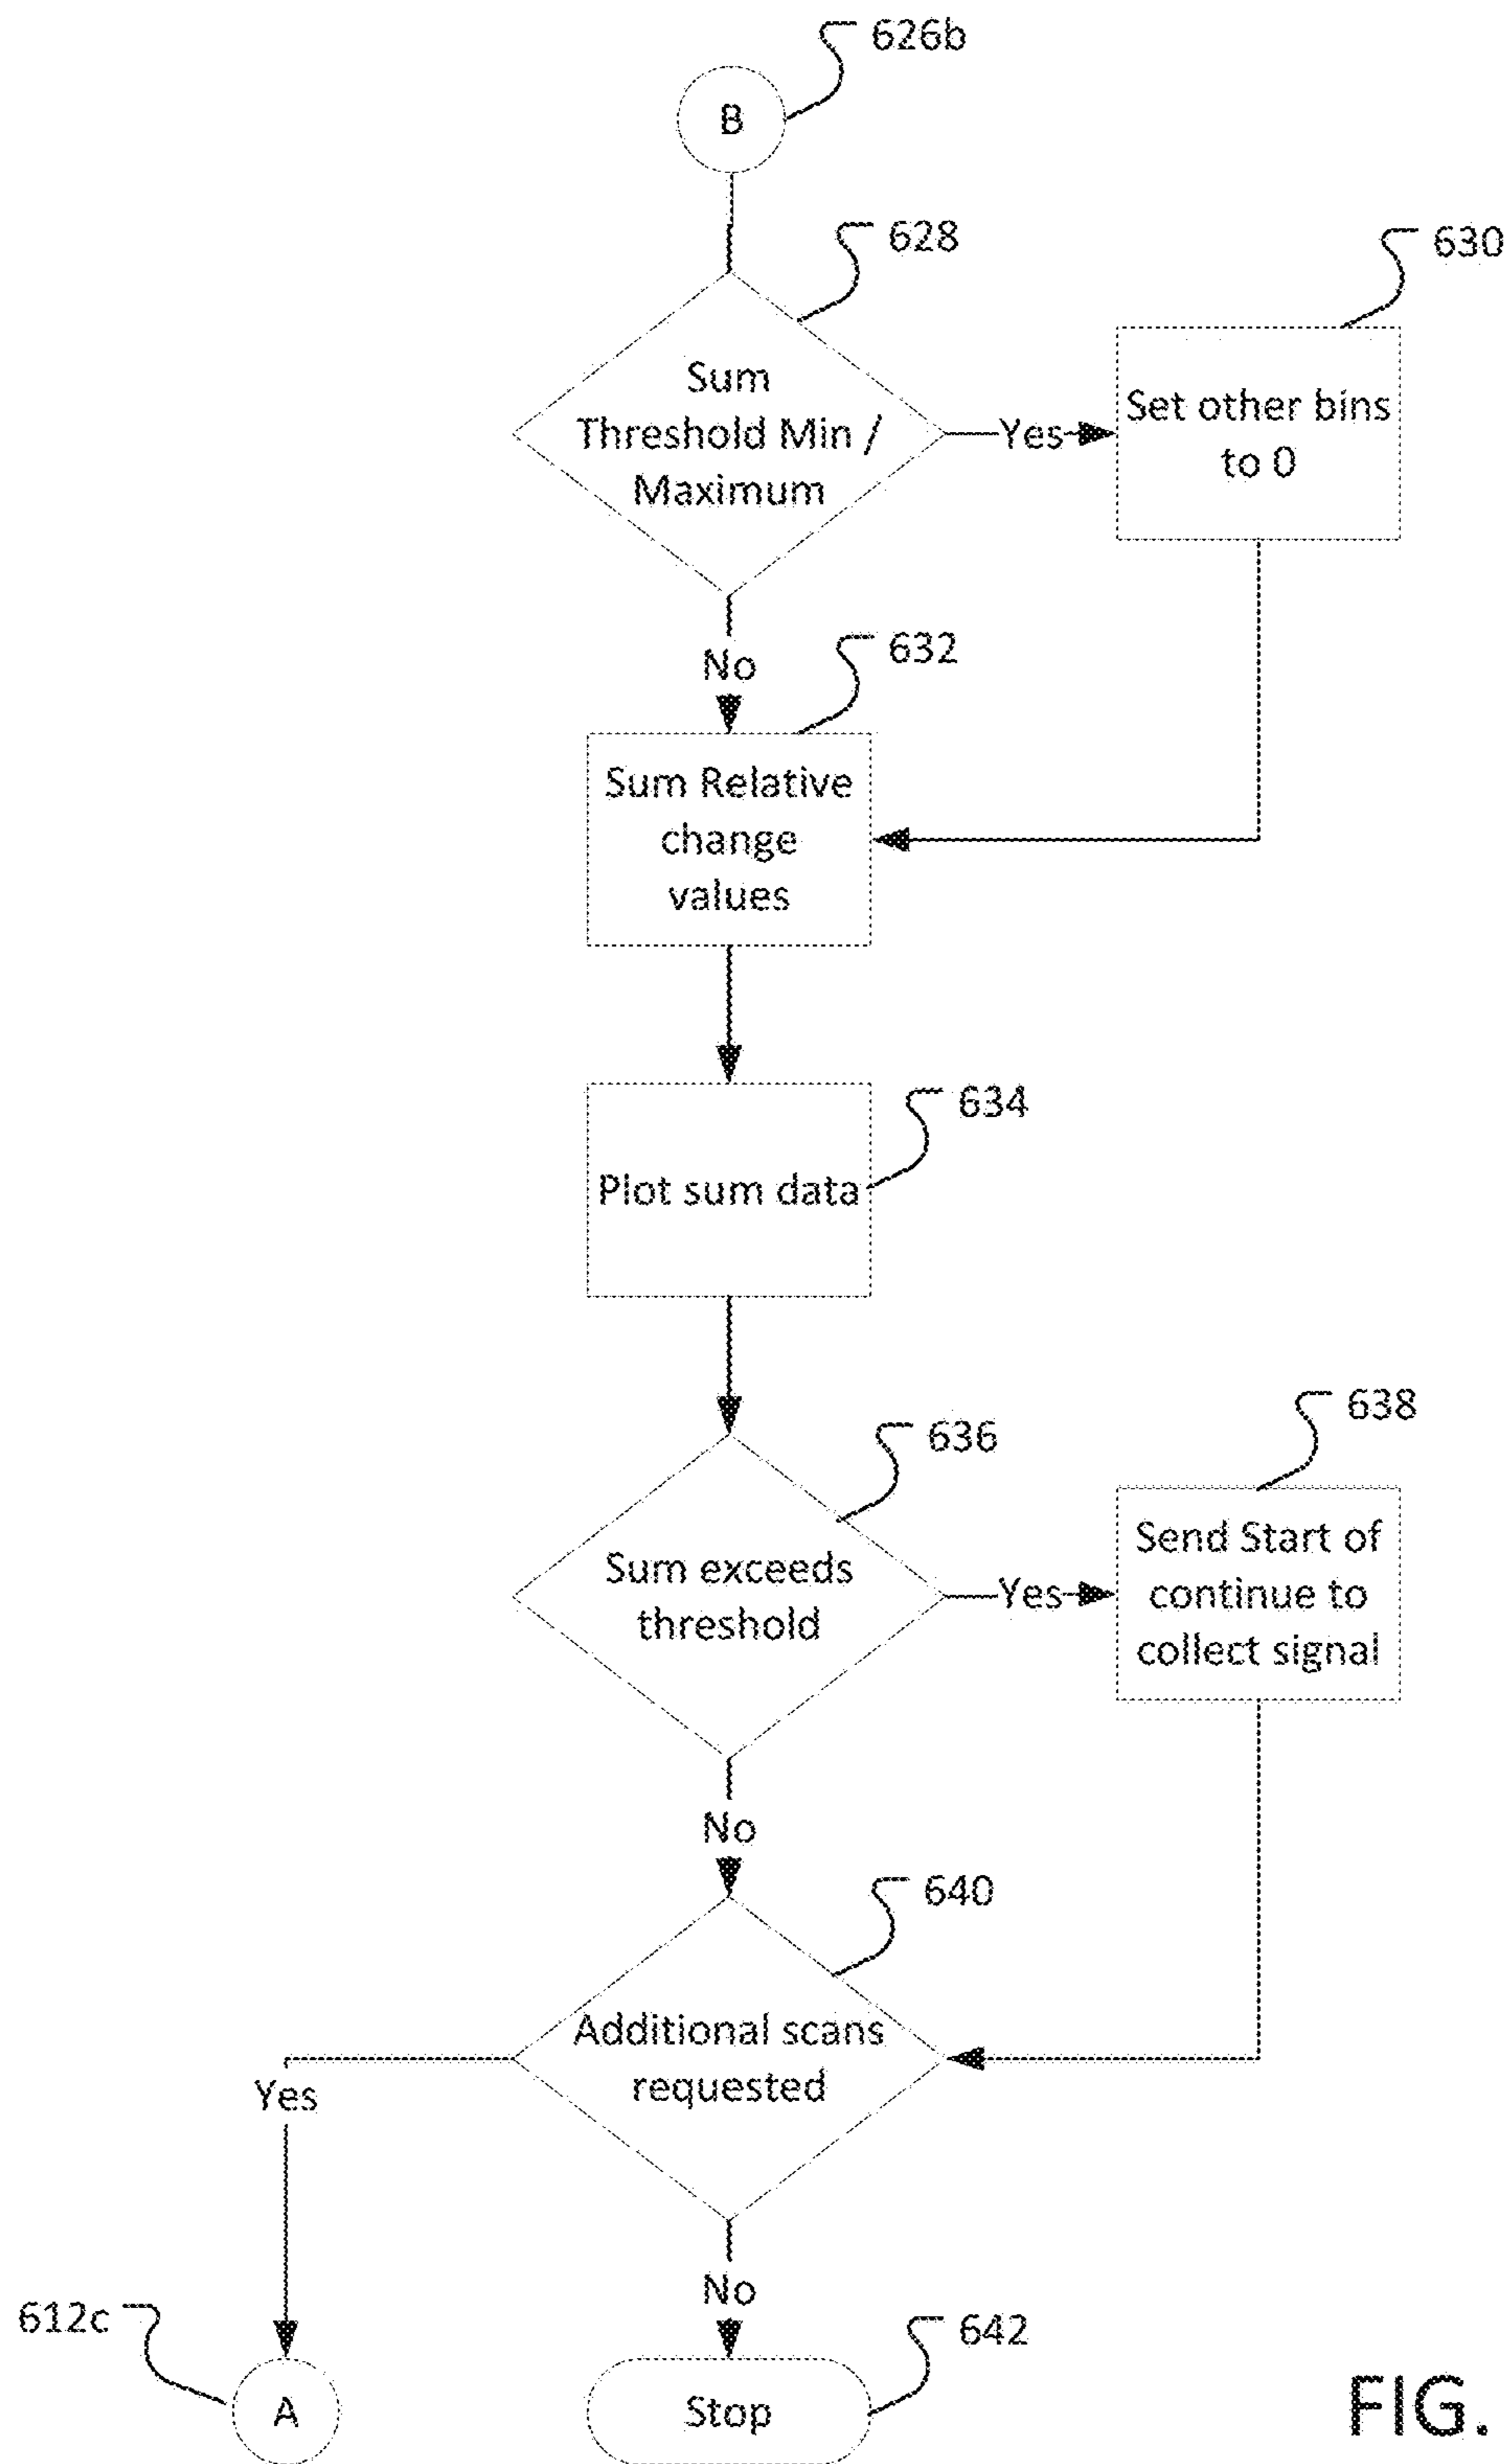 626b
B
628
630
Sum
Threshold Min /
Maximum
Yes
Set other bins
to 0
No
632
Sum Relative
change
values
634
Plot sum data
636
638
Sum exceeds
threshold
Yes
Send Start of
continue to
collect signal
No
640
Additional scans
requested
Yes
No
612c
A
642
Stop
FIG.